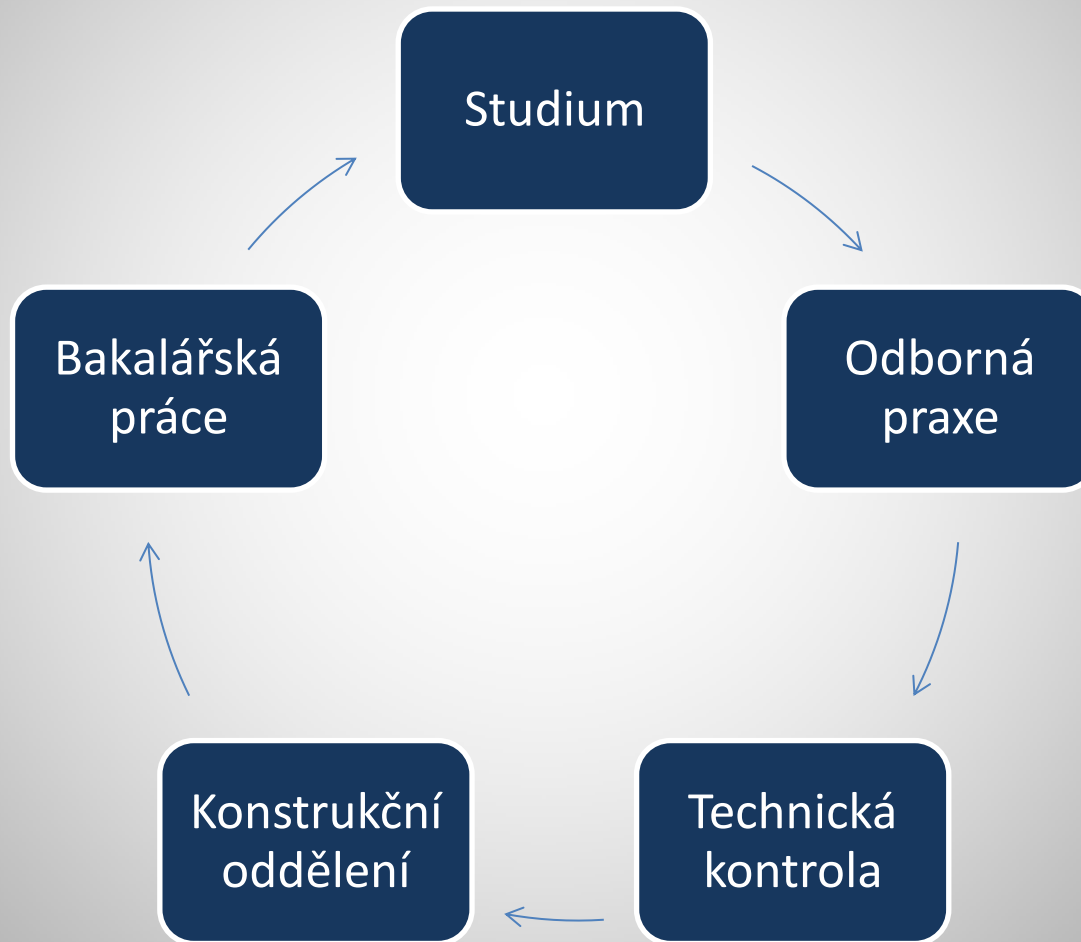 Studium
Bakalářská
práce
Odborná
praxe
Konstrukční
oddělení
Technická
kontrola